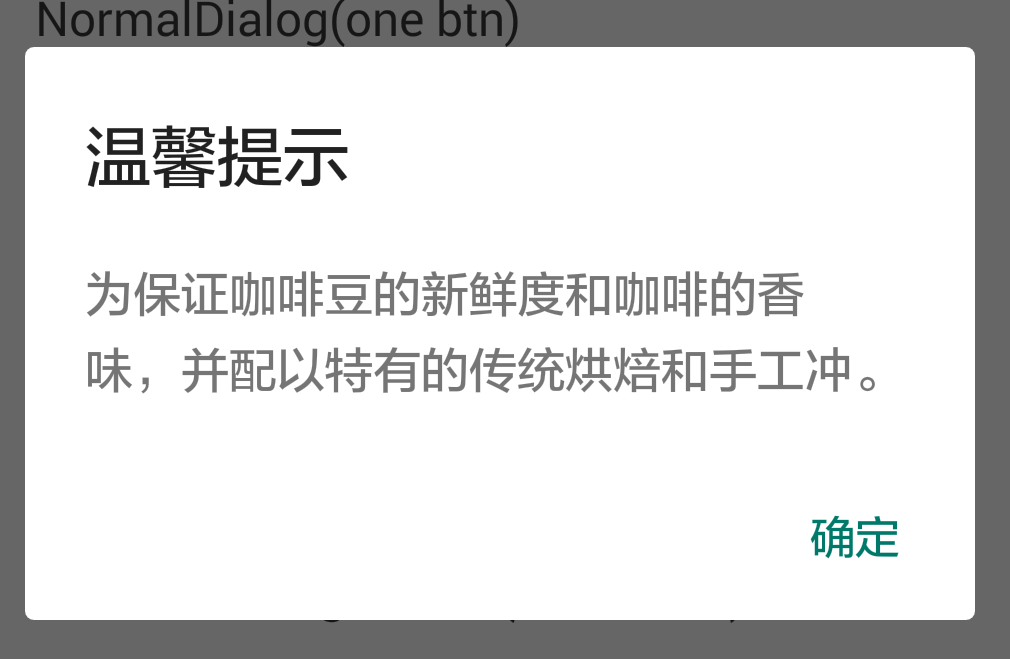 NormalDialog(one btn)
温馨提示
为保证咖啡豆的新鲜度和咖啡的香
味，并配以特有的传统烘焙和手工冲。
确定